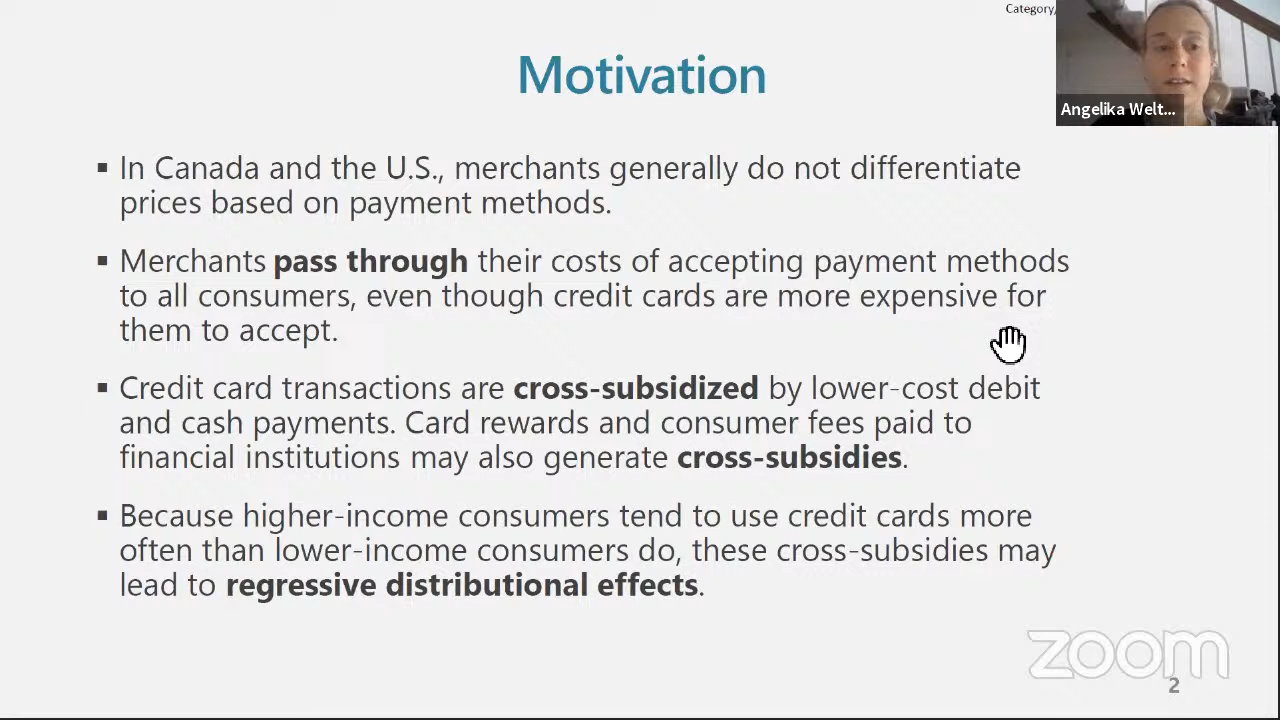 Category/
Motivation
Angelika Welt...
▪ In Canada and the U.S., merchants generally do not differentiate
prices based on payment methods.
▪ Merchants pass through their costs of accepting payment methods
to all consumers, even though credit cards are more expensive for
them to accept.
▪ Credit card transactions are cross-subsidized by lower-cost debit
and cash payments. Card rewards and consumer fees paid to
financial institutions may also generate cross-subsidies.
▪ Because higher-income consumers tend to use credit cards more
often than lower-income consumers do, these cross-subsidies may
lead to regressive distributional effects.
zoom
2